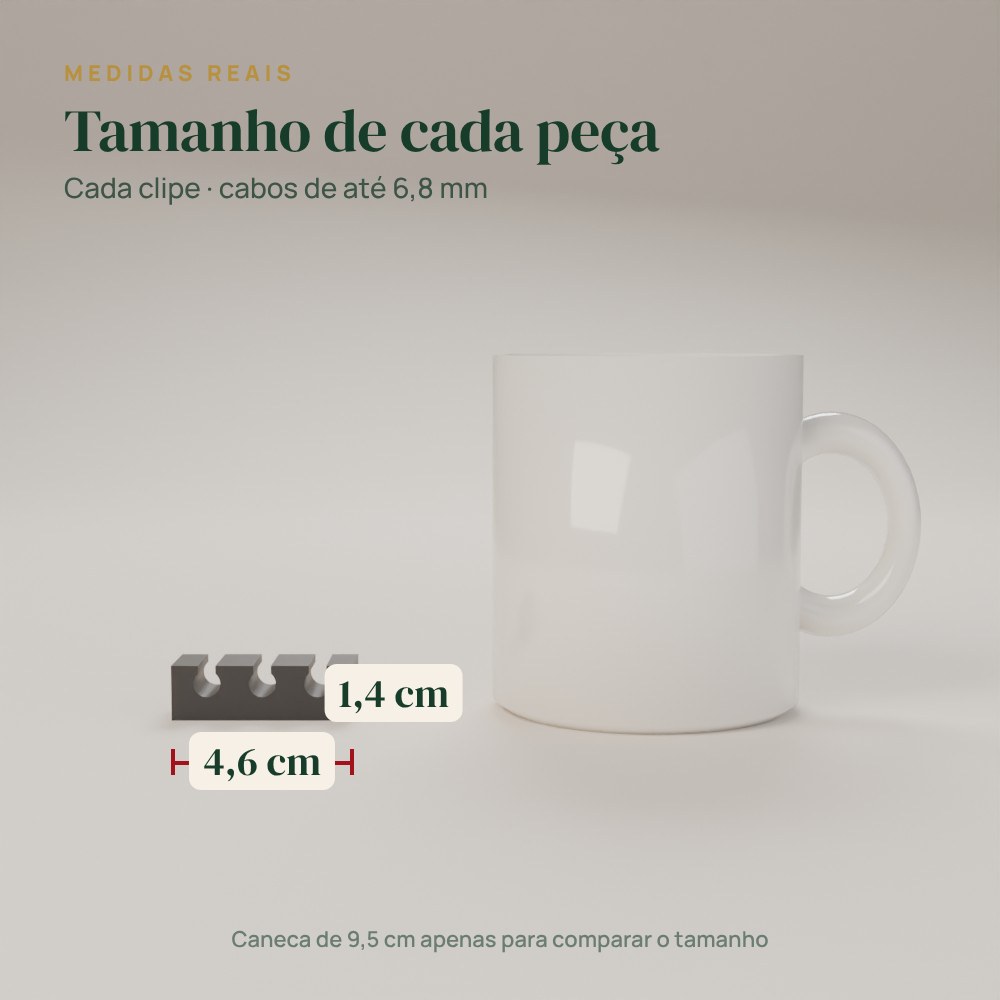 MEDIDAS REAIS
Tamanho de cada peça
Cada clipe · cabos de até 6,8 mm
1,4 cm
4,6 cm
Caneca de 9,5 cm apenas para comparar o tamanho